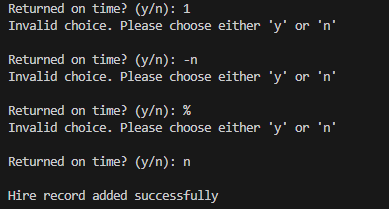 Returned on time? (y/n): 1
Invalid choice. Please choose either 'y' or 'n'
Returned on time? (y/n): -n
Invalid choice. Please choose either 'y' or 'n'
Returned on time? (y/n): %
Invalid choice. Please choose either 'y' or 'n'
Returned on time? (y/n): n
Hire record added successfully